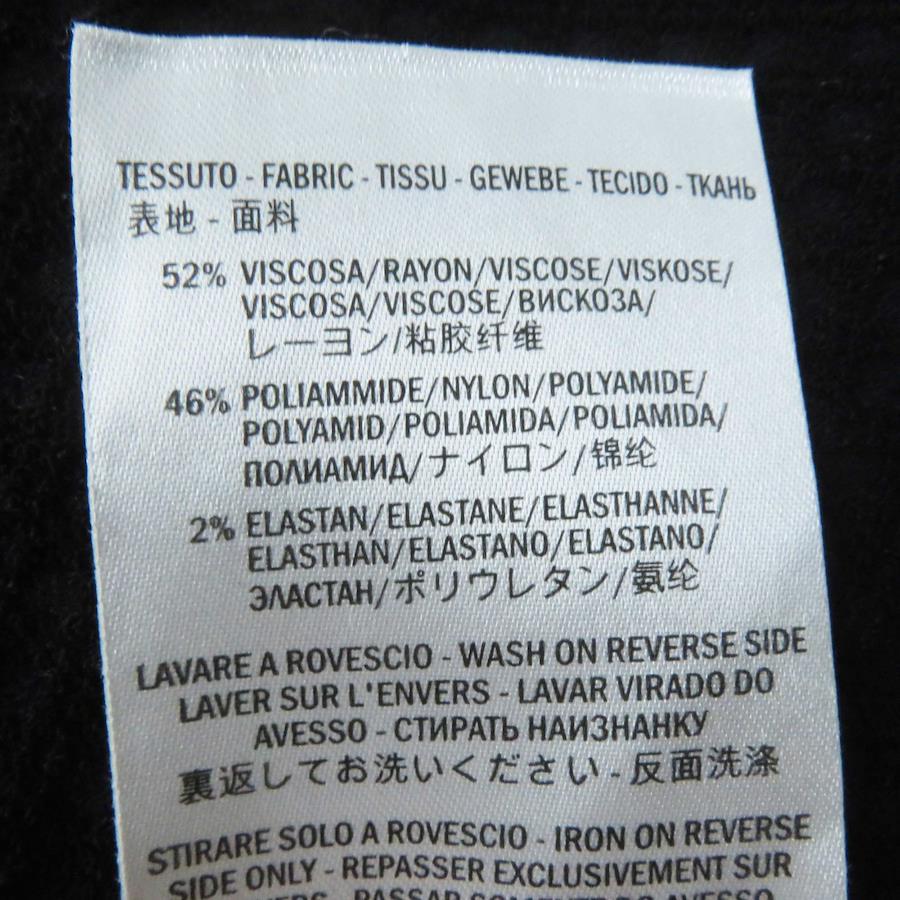 TESSUTO - FABRIC - TISSU - GEWEBE - TECIDO - ТКАНЬ
表地 - 面料
52% VISCOSA/RAYON/VISCOSE/VISKOSE/
VISCOSA/VISCOSE/ВИСКОЗА/
レーヨン/粘胶纤维
46% POLIAMMIDE/NYLON/POLYAMIDE/
POLYAMID/POLIAMIDA/POLIAMIDA/
ПОЛИАМИД/ナイロン/锦纶
2% ELASTAN/ELASTANE/ELASTHANNE/
ELASTHAN/ELASTANO/ELASTANO/
ЭЛАСТАН/ポリウレタン/氨纶
LAVARE A ROVESCIO - WASH ON REVERSE SIDE
LAVER SUR L'ENVERS - LAVAR VIRADO DO
AVESSO - СТИРАТЬ НАИЗНАНКУ
裏返してお洗いください - 反面洗涤
STIRARE SOLO A ROVESCIO - IRON ON REVERSE
SIDE ONLY - REPASSER EXCLUSIVEMENT SUR
PASSAR SOMENTE DO AVESSO